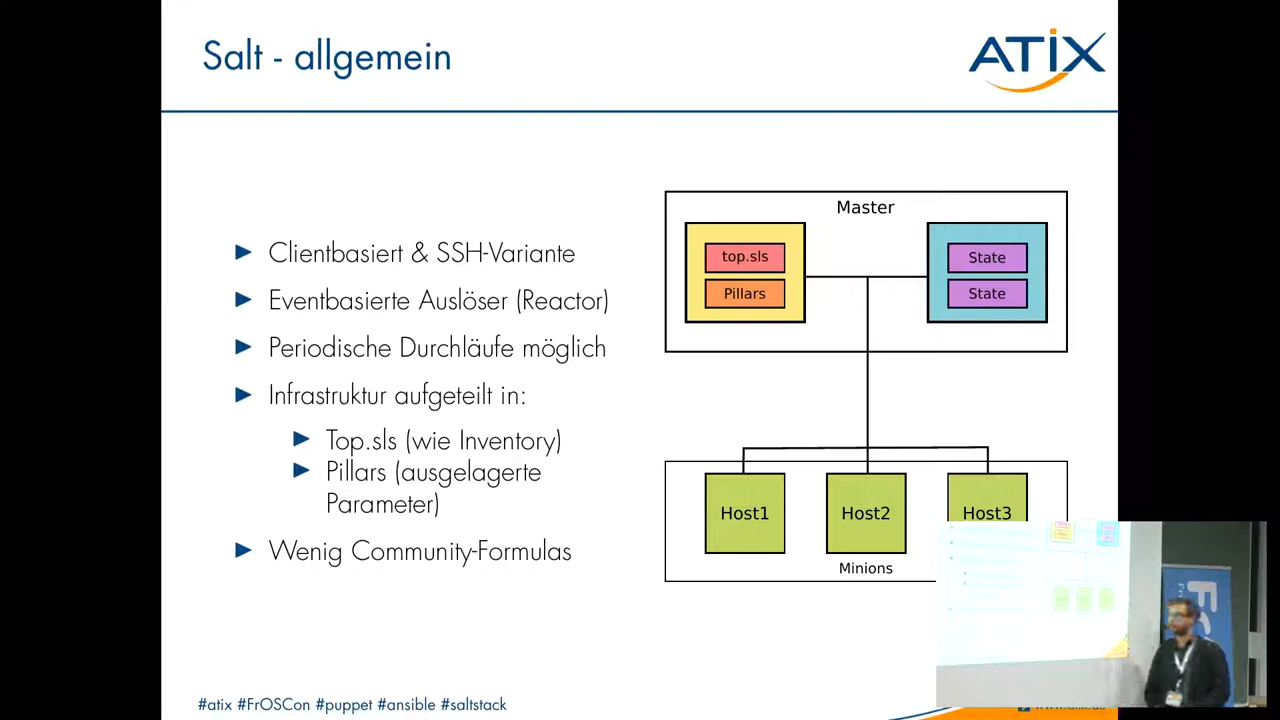 Salt - allgemein
ATIX
Clientbasiert & SSH-Variante
Eventbasierte Auslöser (Reactor)
Periodische Durchläufe möglich
Infrastruktur aufgeteilt in:
Top.sls (wie Inventory)
Pillars (ausgelagerte
Parameter)
Wenig Community-Formulas
Master
top.sls
Pillars
State
State
Host1
Host2
Host3
Minions
#atix #FrOSCon #puppet #ansible #saltstack